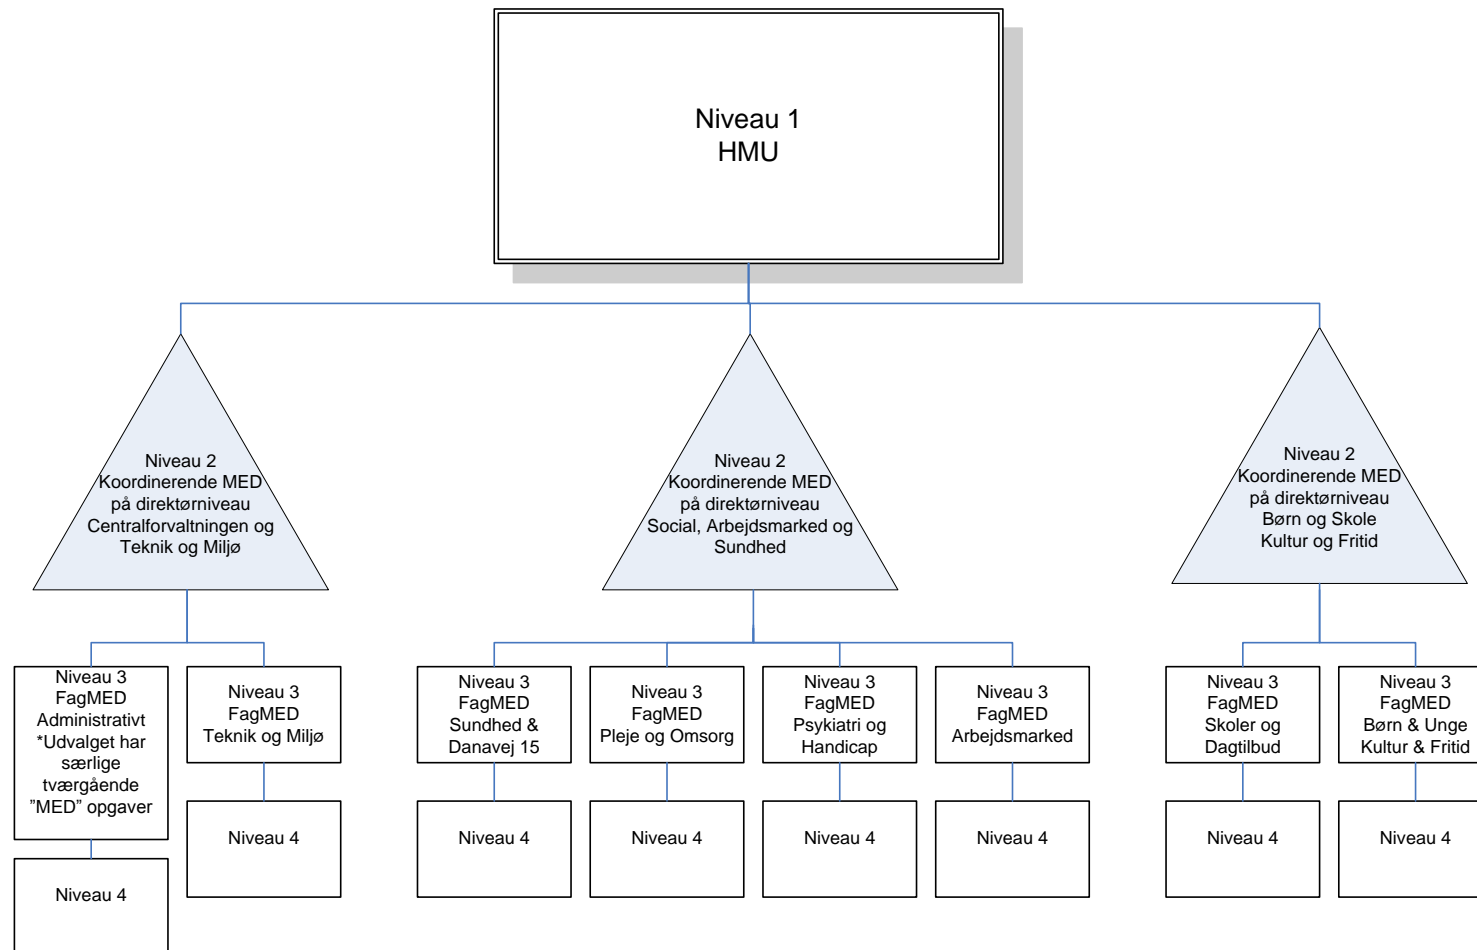 Niveau 1
HMU
Niveau 2
Koordinerende MED
på direktørniveau
Centralforvaltningen og
Teknik og Miljø
Niveau 2
Koordinerende MED
på direktørniveau
Social, Arbejdsmarked og
Sundhed
Niveau 2
Koordinerende MED
på direktørniveau
Børn og Skole
Kultur og Fritid
Niveau 3
FagMED
Administrativt
*Udvalget har
særlige
tværgående
”MED” opgaver
Niveau 3
FagMED
Teknik og Miljø
Niveau 3
FagMED
Sundhed &
Danavej 15
Niveau 3
FagMED
Pleje og Omsorg
Niveau 3
FagMED
Psykiatri og
Handicap
Niveau 3
FagMED
Arbejdsmarked
Niveau 3
FagMED
Skoler og
Dagtilbud
Niveau 3
FagMED
Børn & Unge
Kultur & Fritid
Niveau 4
Niveau 4
Niveau 4
Niveau 4
Niveau 4
Niveau 4
Niveau 4
Niveau 4